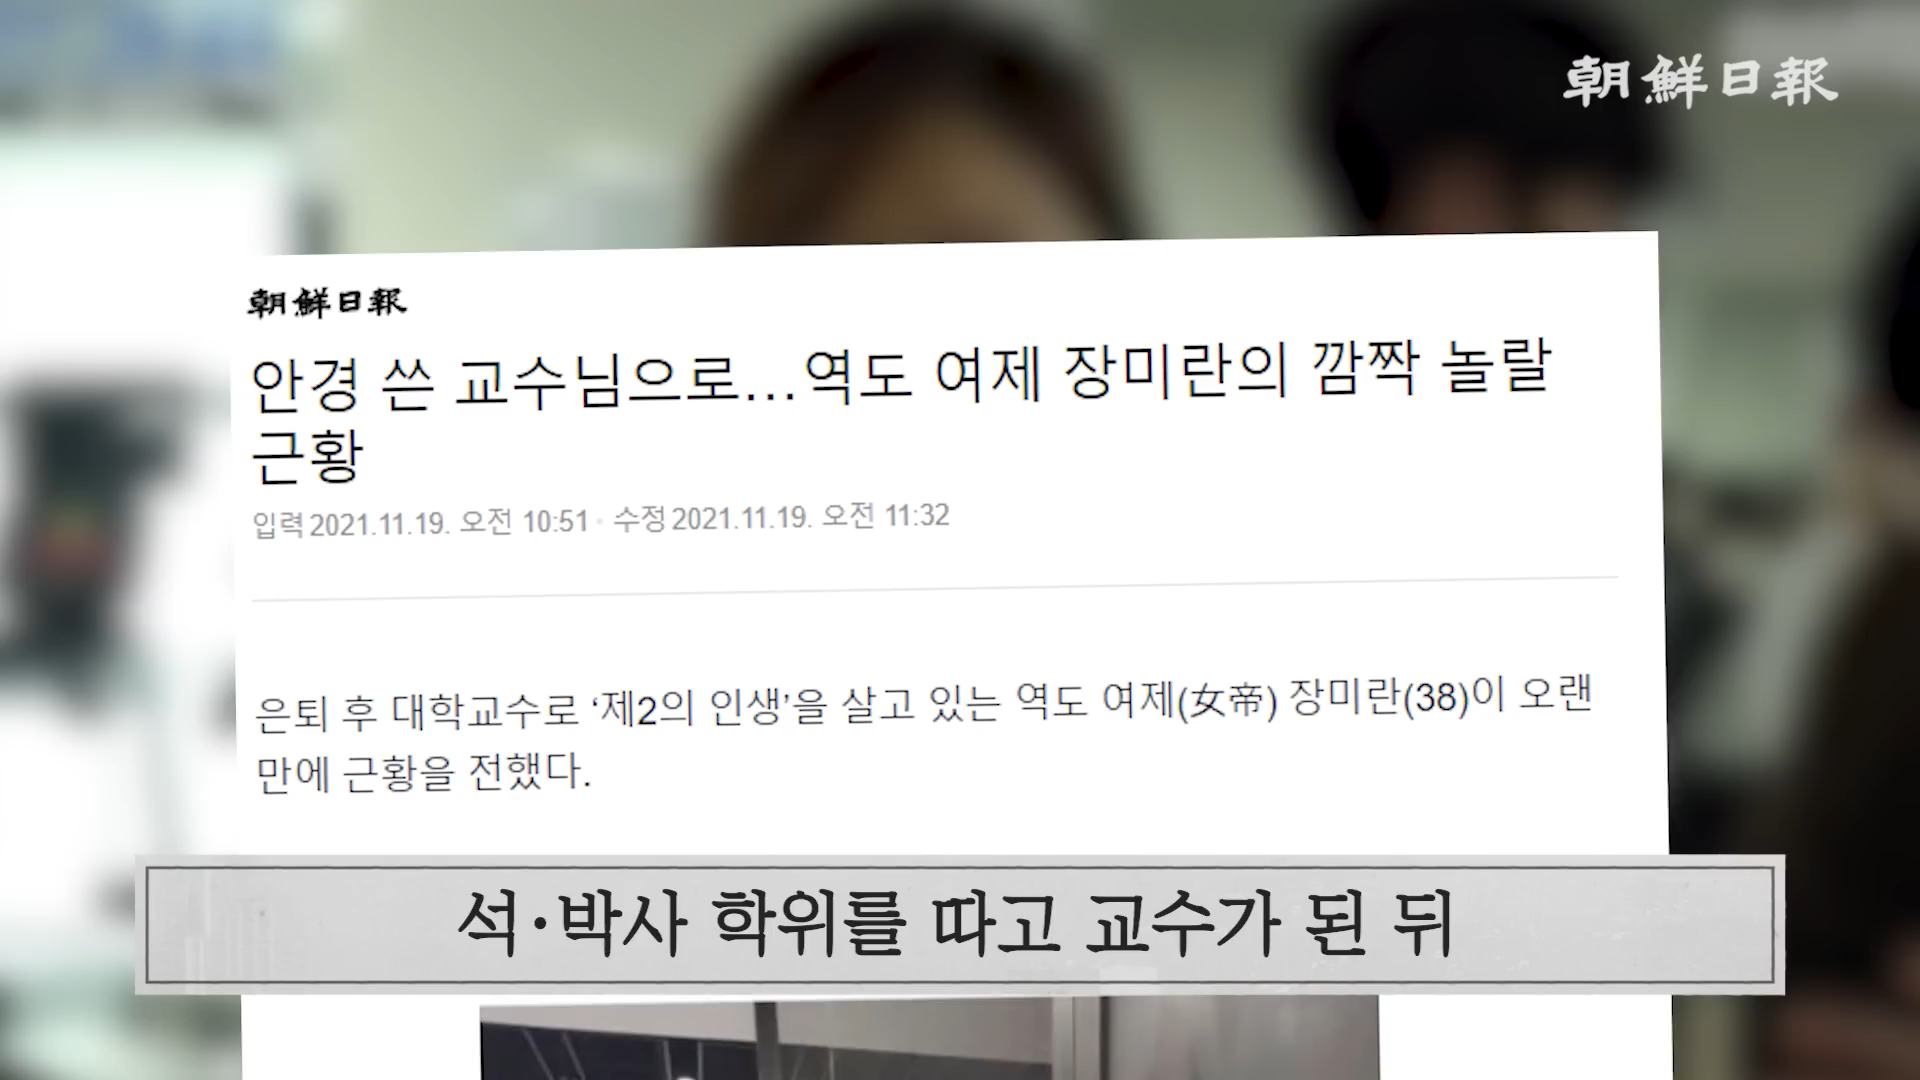 朝鮮日報
朝鮮日報
안경 쓴 교수님으로...역도 여제 장미란의 깜짝 놀랄
근황
입력 2021.11.19. 오전 10:51 · 수정 2021.11.19. 오전 11:32
은퇴 후 대학교수로 ‘제2의 인생’을 살고 있는 역도 여제(女帝) 장미란(38)이 오랜
만에 근황을 전했다.
석·박사 학위를 따고 교수가 된 뒤